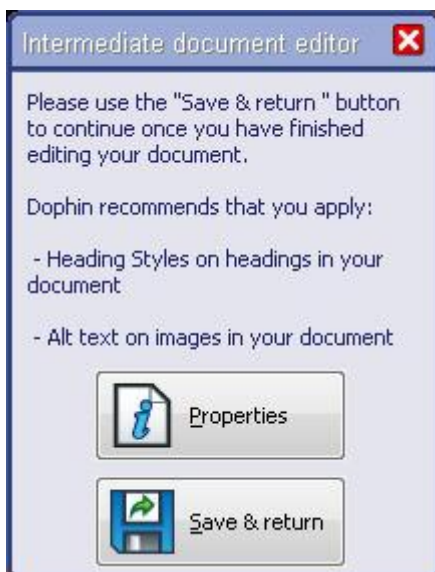 Intermediate document editor
Please use the "Save & return " button
to continue once you have finished
editing your document.
Dophin recommends that you apply:
- Heading Styles on headings in your
document
- Alt text on images in your document
Properties
Save & return